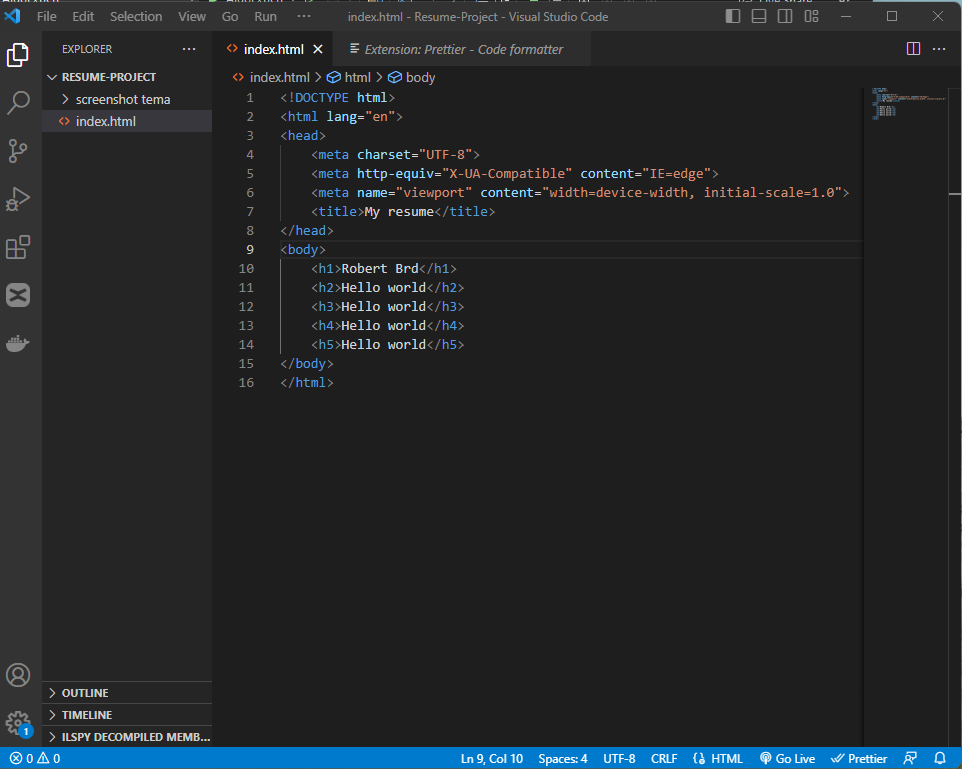 File Edit Selection View Go Run ··· index.html - Resume-Project - Visual Studio Code
EXPLORER ···
RESUME-PROJECT
screenshot tema
index.html
index.html Extension: Prettier - Code formatter
index.html > html > body
1 <!DOCTYPE html>
2 <html lang="en">
3 <head>
4 <meta charset="UTF-8">
5 <meta http-equiv="X-UA-Compatible" content="IE=edge">
6 <meta name="viewport" content="width=device-width, initial-scale=1.0">
7 <title>My resume</title>
8 </head>
9 <body>
10 <h1>Robert Brd</h1>
11 <h2>Hello world</h2>
12 <h3>Hello world</h3>
13 <h4>Hello world</h4>
14 <h5>Hello world</h5>
15 </body>
16 </html>
OUTLINE
TIMELINE
ILSPY DECOMPILED MEMB...
1
0 0 Ln 9, Col 10 Spaces: 4 UTF-8 CRLF HTML Go Live Prettier